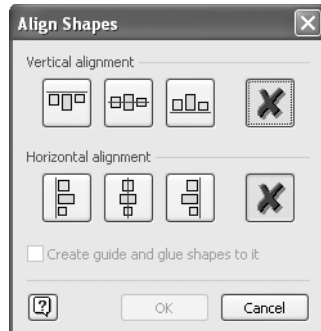 Align Shapes
Vertical alignment
Horizontal alignment
Create guide and glue shapes to it
OK
Cancel